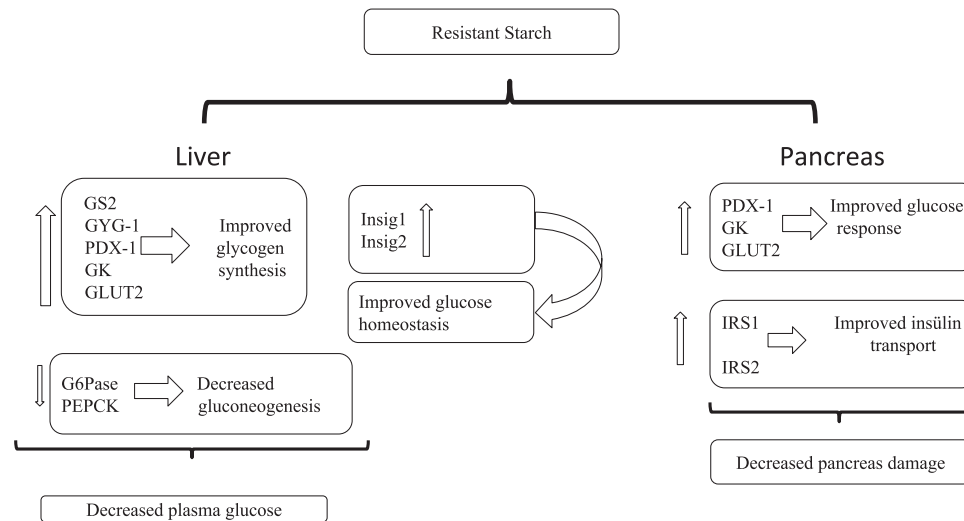 Resistant Starch
Liver
GS2
GYG-1
PDX-1
GK
GLUT2
Improved
glycogen
synthesis
G6Pase
PEPCK
Decreased
gluconeogenesis
Decreased plasma glucose
Insig1
Insig2
Improved glucose
homeostasis
Pancreas
PDX-1
GK
GLUT2
Improved glucose
response
IRS1
IRS2
Improved insülin
transport
Decreased pancreas damage